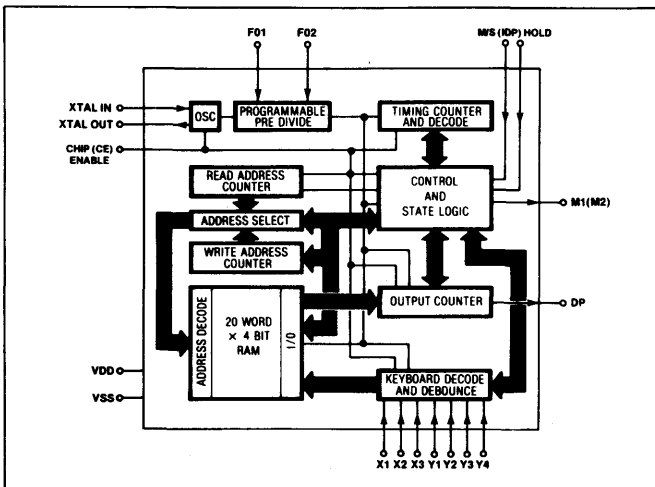 F01 F02 M/S (IDP) HOLD
XTAL IN
XTAL OUT
CHIP (CE)
ENABLE
OSC
PROGRAMMABLE
PRE DIVIDE
TIMING COUNTER
AND DECODE
READ ADDRESS
COUNTER
CONTROL
AND
STATE LOGIC
M1(M2)
ADDRESS SELECT
WRITE ADDRESS
COUNTER
OUTPUT COUNTER
DP
ADDRESS DECODE
20 WORD
× 4 BIT
RAM
I/O
VDD
VSS
KEYBOARD DECODE
AND DEBOUNCE
X1 X2 X3 Y1 Y2 Y3 Y4